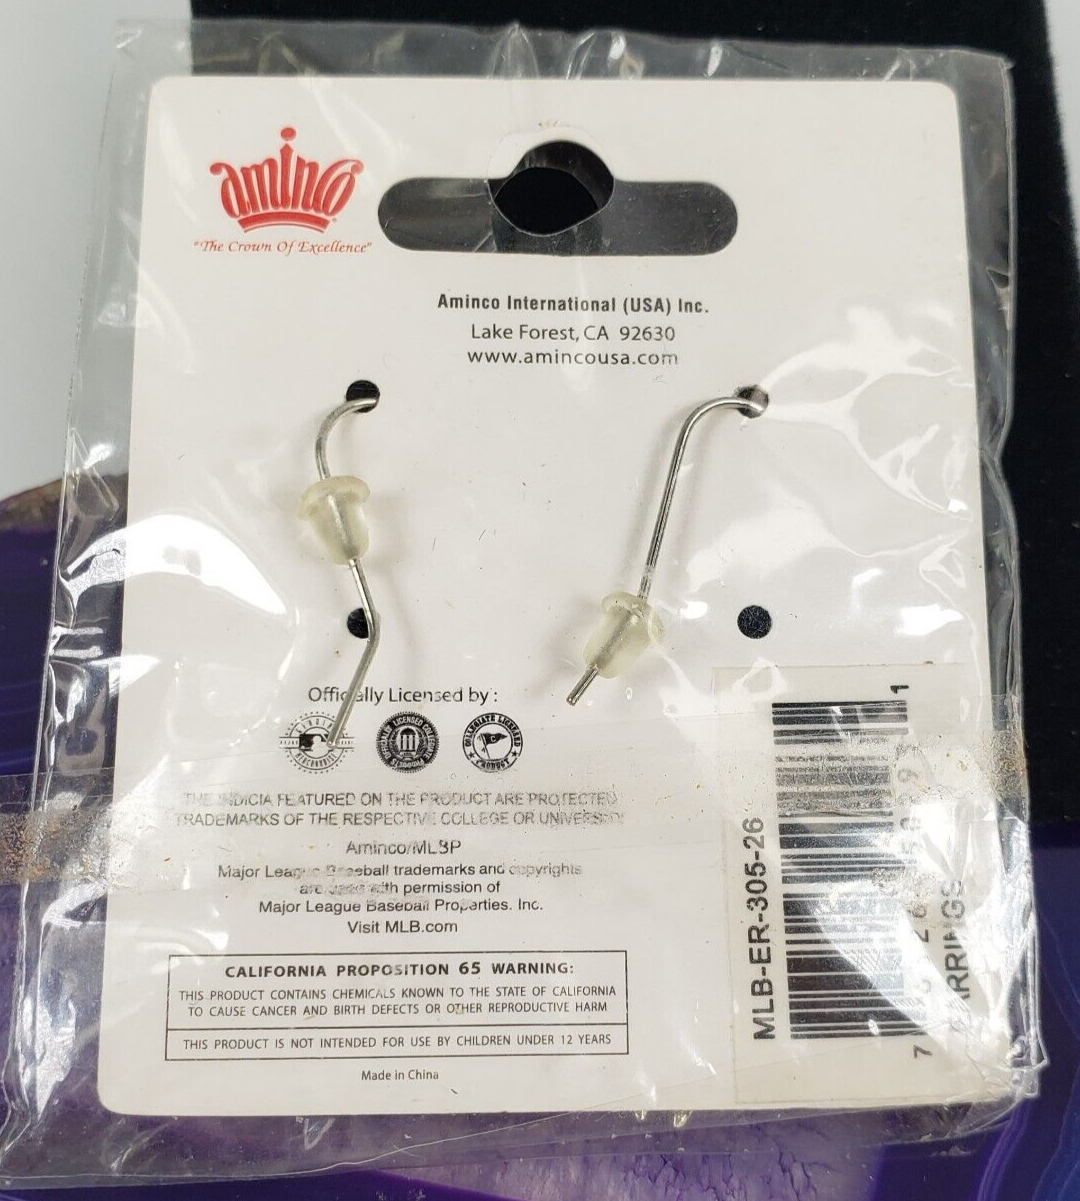 aminco
"The Crown Of Excellence"
Aminco International (USA) Inc.
Lake Forest, CA 92630
www.amincousa.com
Officially Licensed by:
THE INDICIA FEATURED ON THE PRODUCT ARE PROTECTED
TRADEMARKS OF THE RESPECTIVE COLLEGE OR UNIVERSITY
Aminco/MLBP
Major League Baseball trademarks and copyrights
are used with permission of
Major League Baseball Properties. Inc.
Visit MLB.com
CALIFORNIA PROPOSITION 65 WARNING:
THIS PRODUCT CONTAINS CHEMICALS KNOWN TO THE STATE OF CALIFORNIA
TO CAUSE CANCER AND BIRTH DEFECTS OR OTHER REPRODUCTIVE HARM
THIS PRODUCT IS NOT INTENDED FOR USE BY CHILDREN UNDER 12 YEARS
Made in China
MLB-ER-305-26